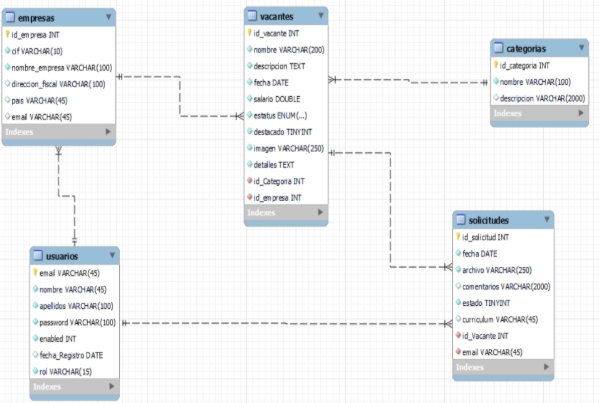 empresas
id_empresa INT
cif VARCHAR(10)
nombre_empresa VARCHAR(100)
direccion_fiscal VARCHAR(100)
pais VARCHAR(45)
email VARCHAR(45)
Indexes
vacantes
id_vacante INT
nombre VARCHAR(200)
descripcion TEXT
fecha DATE
salario DOUBLE
estatus ENUM(...)
destacado TINYINT
imagen VARCHAR(250)
detalles TEXT
id_Categoria INT
id_empresa INT
Indexes
categorias
id_categoria INT
nombre VARCHAR(100)
descripcion VARCHAR(2000)
Indexes
usuarios
email VARCHAR(45)
nombre VARCHAR(45)
apellidos VARCHAR(100)
password VARCHAR(100)
enabled INT
fecha_Registro DATE
rol VARCHAR(15)
Indexes
solicitudes
id_solicitud INT
fecha DATE
archivo VARCHAR(250)
comentarios VARCHAR(2000)
estado TINYINT
curriculum VARCHAR(45)
id_Vacante INT
email VARCHAR(45)
Indexes